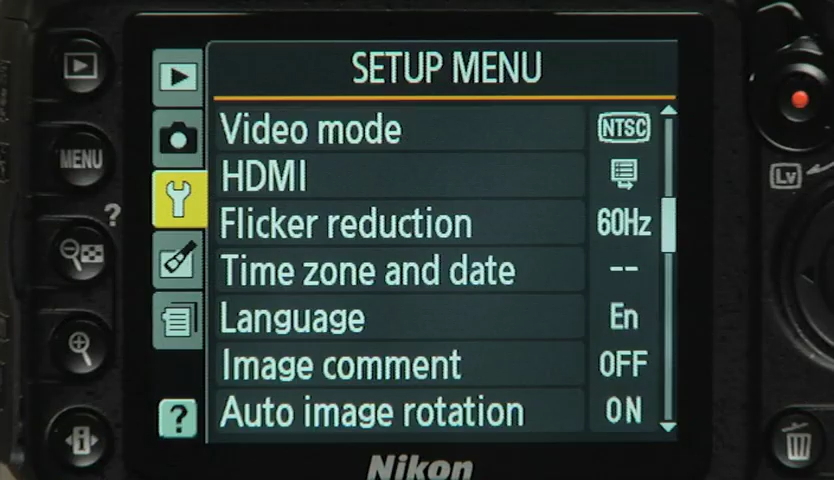 SETUP MENU
Video mode NTSC
HDMI
Flicker reduction 60Hz
Time zone and date --
Language En
Image comment OFF
Auto image rotation ON
MENU
?
?
Lv
Nikon